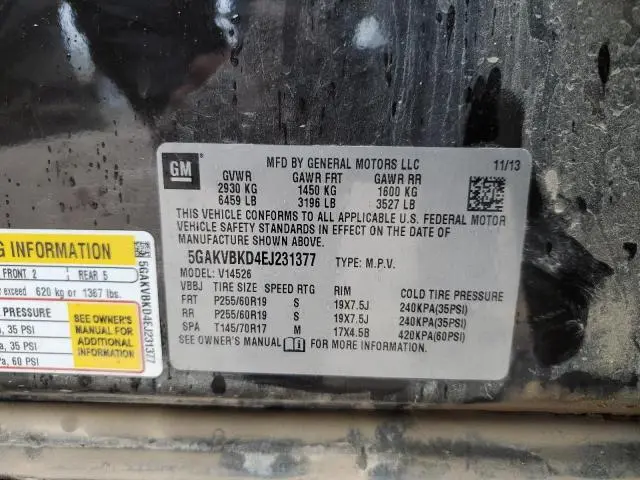 GM
MFD BY GENERAL MOTORS LLC
11/13
GVWR GAWR FRT GAWR RR
2930 KG 1450 KG 1600 KG
6459 LB 3196 LB 3527 LB
THIS VEHICLE CONFORMS TO ALL APPLICABLE U.S. FEDERAL MOTOR
VEHICLE SAFETY STANDARDS IN EFFECT ON THE DATE OF
MANUFACTURE SHOWN ABOVE.
5GAKVBKD4EJ231377 TYPE: M.P.V.
MODEL: V14526
VBBJ TIRE SIZE SPEED RTG RIM COLD TIRE PRESSURE
FRT P255/60R19 S 19X7.5J 240KPA(35PSI)
RR P255/60R19 S 19X7.5J 240KPA(35PSI)
SPA T145/70R17 M 17X4.5B 420KPA(60PSI)
SEE OWNER'S MANUAL FOR MORE INFORMATION.
INFORMATION
FRONT 2 REAR 5
exceed 620 kg or 1367 lbs.
PRESSURE
35 PSI
35 PSI
60 PSI
SEE OWNER'S
MANUAL FOR
ADDITIONAL
INFORMATION
5GAKVBKD4EJ231377